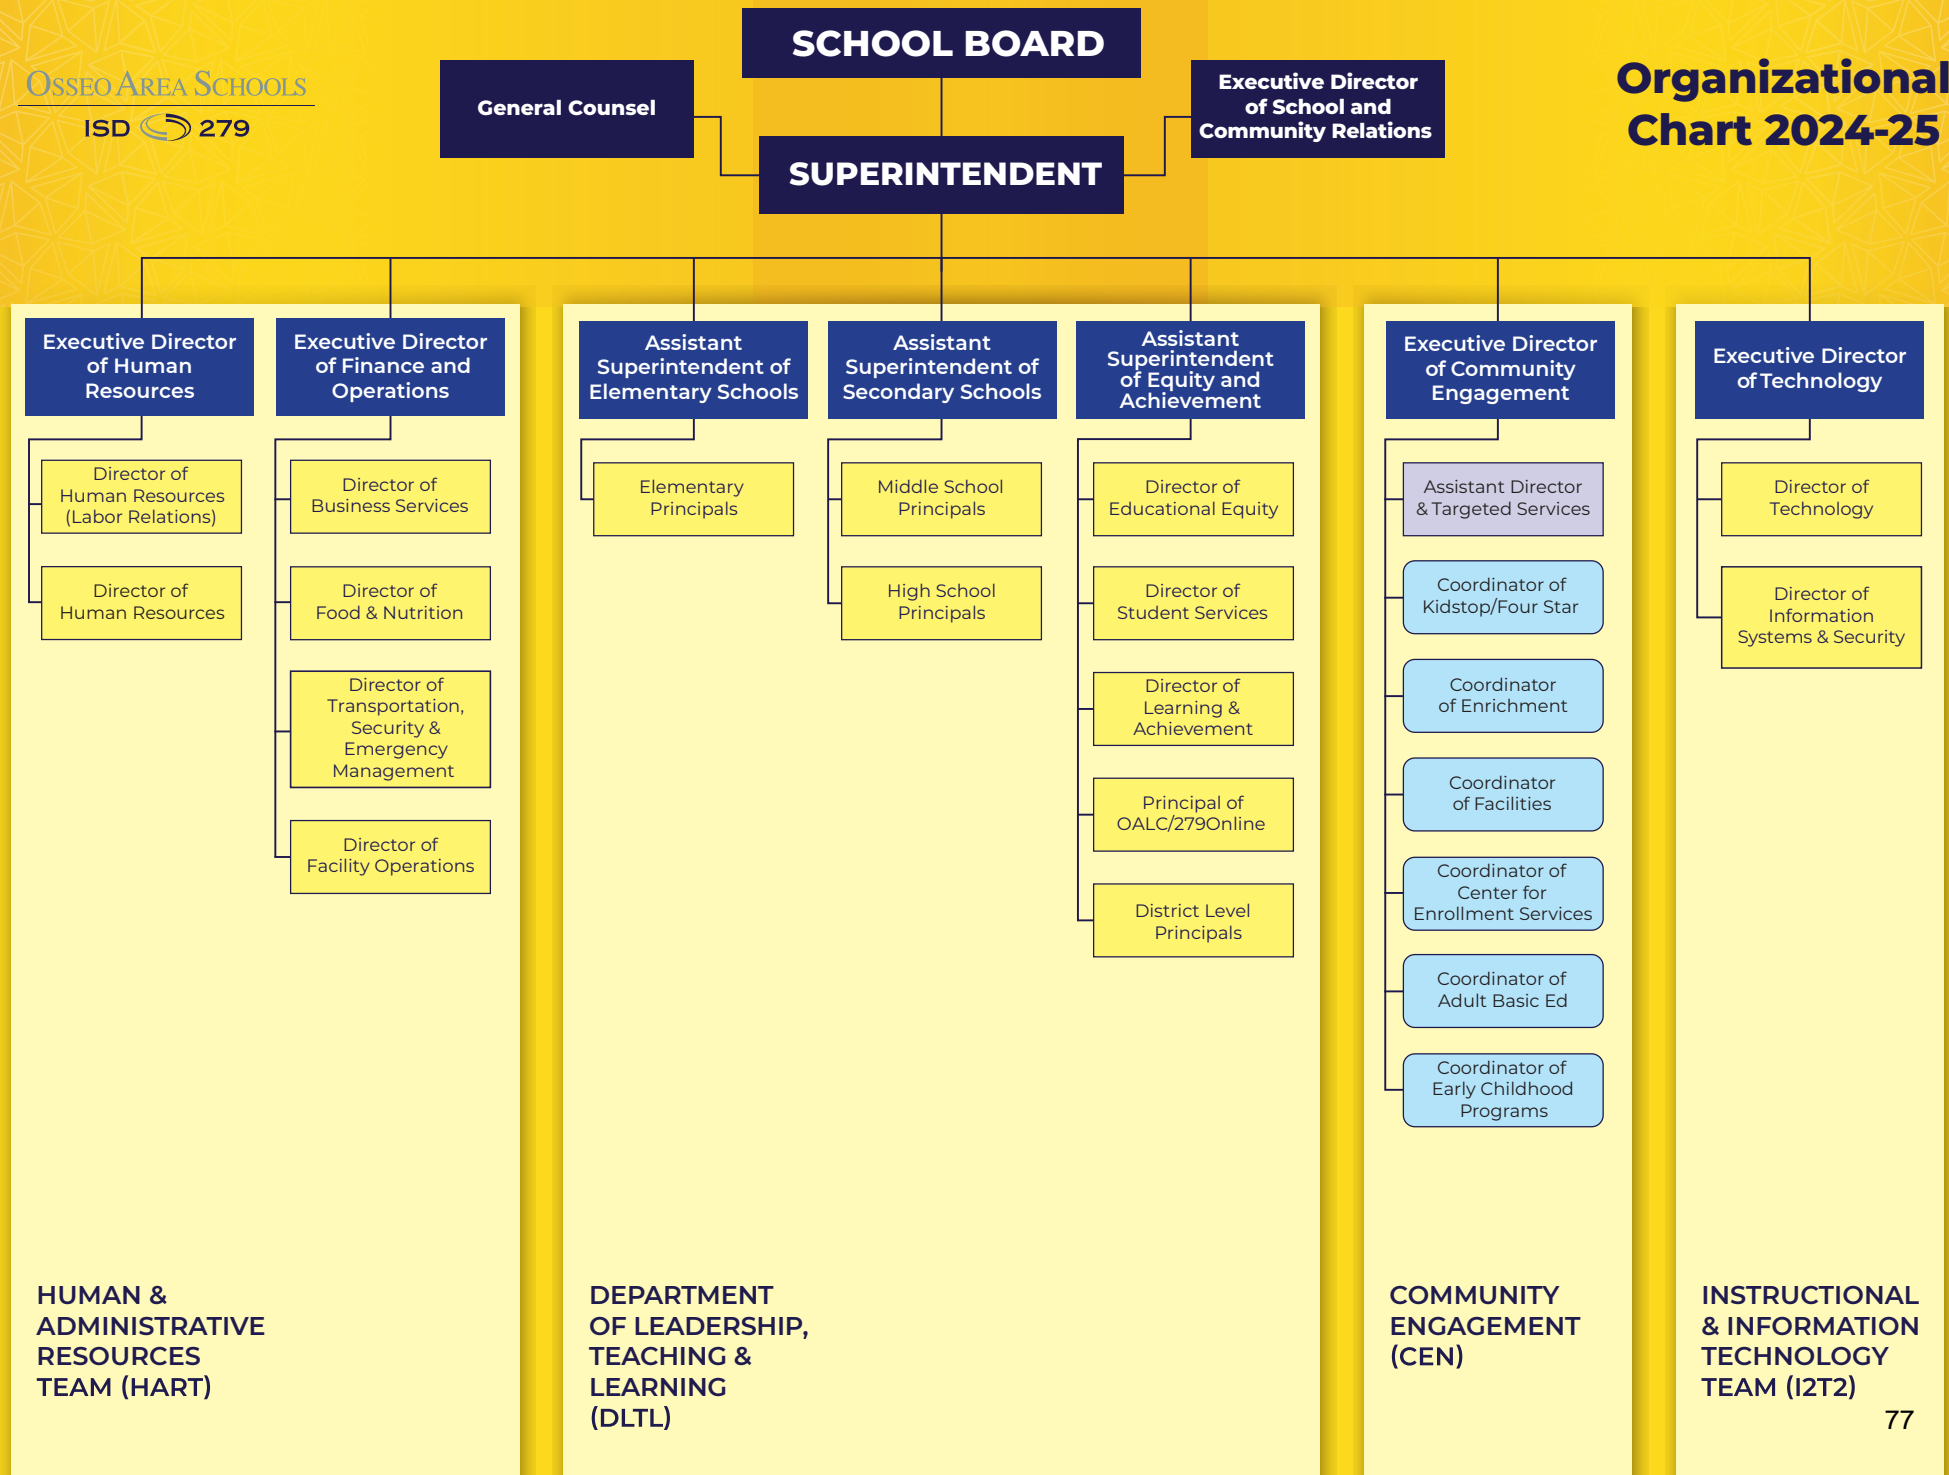 OSSEO AREA SCHOOLS
ISD 279
SCHOOL BOARD
General Counsel
Executive Director
of School and
Community Relations
SUPERINTENDENT
Organizational
Chart 2024-25
Executive Director
of Human
Resources
Director of
Human Resources
(Labor Relations)
Director of
Human Resources
Executive Director
of Finance and
Operations
Director of
Business Services
Director of
Food & Nutrition
Director of
Transportation,
Security &
Emergency
Management
Director of
Facility Operations
HUMAN &
ADMINISTRATIVE
RESOURCES
TEAM (HART)
Assistant
Superintendent of
Elementary Schools
Elementary
Principals
Assistant
Superintendent of
Secondary Schools
Middle School
Principals
High School
Principals
Assistant
Superintendent
of Equity and
Achievement
Director of
Educational Equity
Director of
Student Services
Director of
Learning &
Achievement
Principal of
OALC/279Online
District Level
Principals
DEPARTMENT
OF LEADERSHIP,
TEACHING &
LEARNING
(DLTL)
Executive Director
of Community
Engagement
Assistant Director
& Targeted Services
Coordinator of
Kidstop/Four Star
Coordinator
of Enrichment
Coordinator
of Facilities
Coordinator of
Center for
Enrollment Services
Coordinator of
Adult Basic Ed
Coordinator of
Early Childhood
Programs
COMMUNITY
ENGAGEMENT
(CEN)
Executive Director
of Technology
Director of
Technology
Director of
Information
Systems & Security
INSTRUCTIONAL
& INFORMATION
TECHNOLOGY
TEAM (I2T2)
77